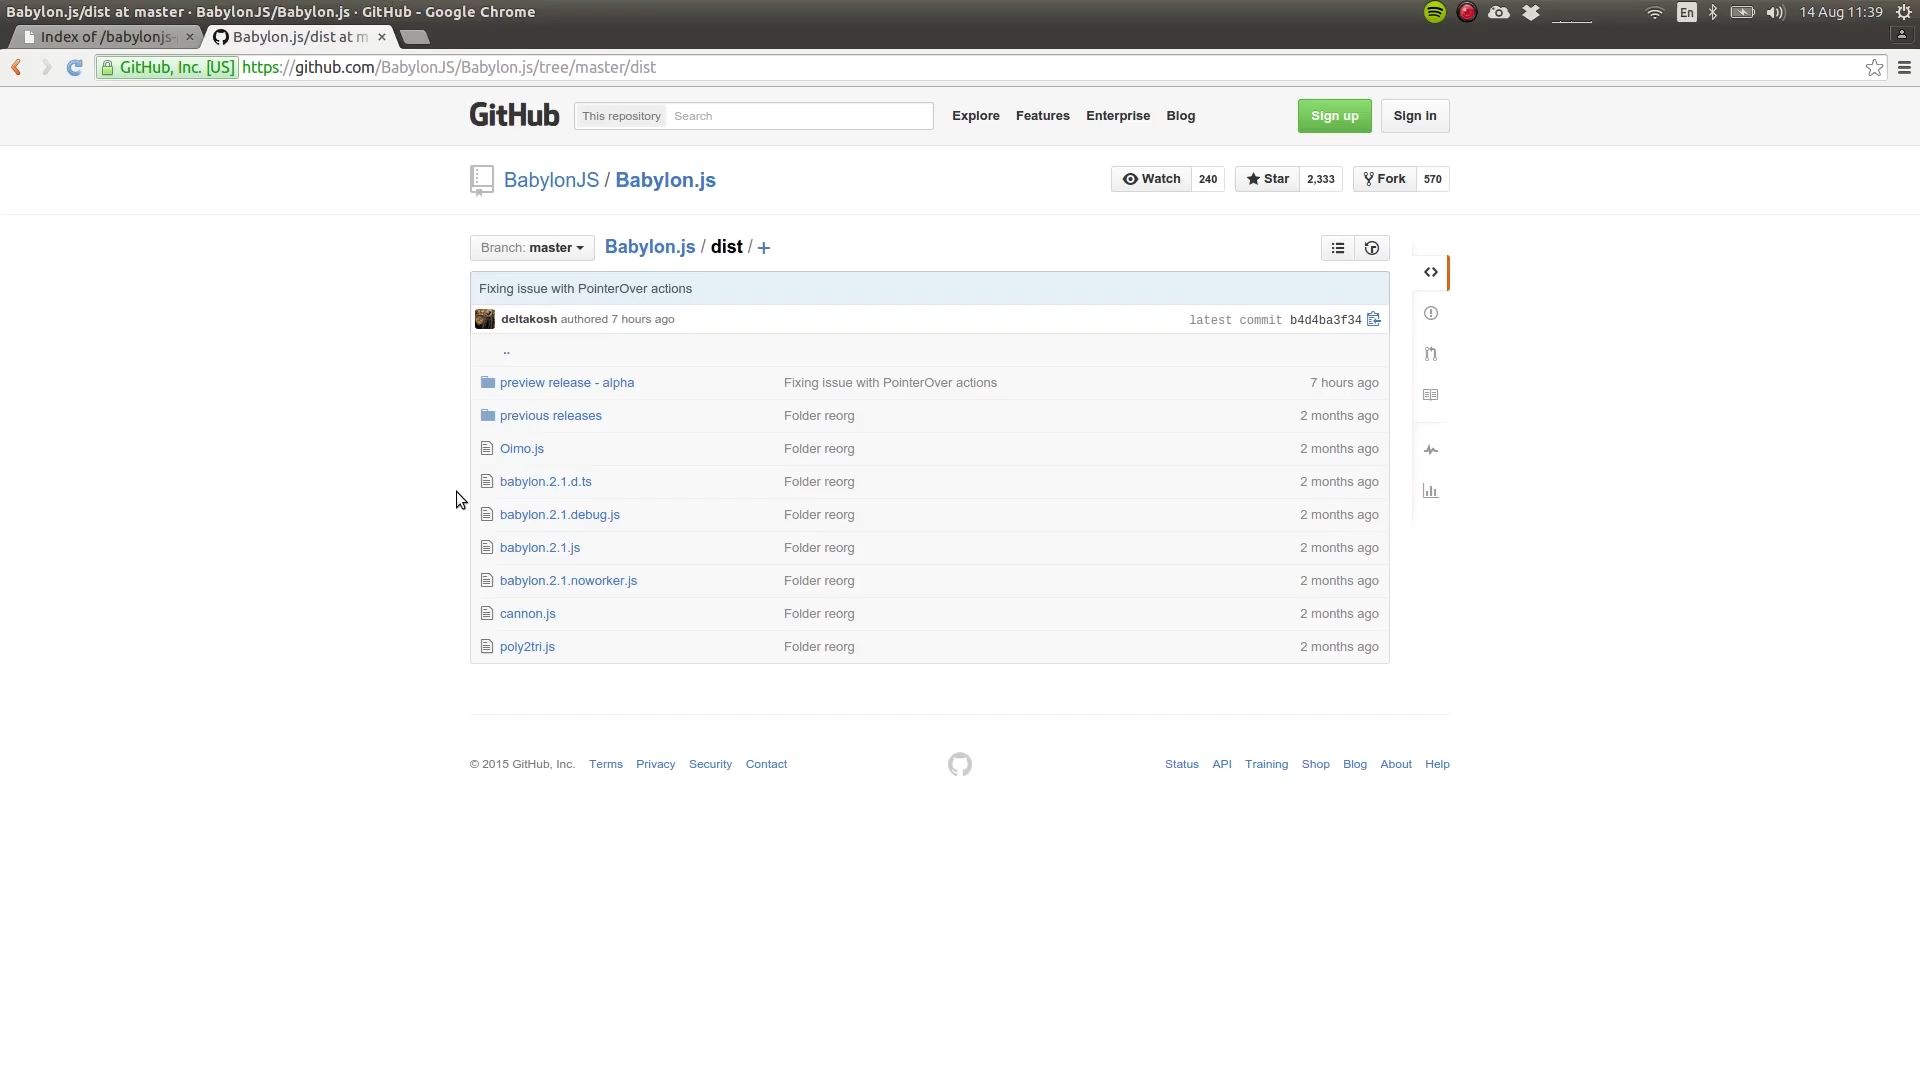 Babylon.js/dist at master · BabylonJS/Babylon.js · GitHub - Google Chrome
En
14 Aug 11:39
Index of /babylonjs-
Babylon.js/dist at m
GitHub, Inc. [US] https://github.com/BabylonJS/Babylon.js/tree/master/dist
GitHub This repository Search Explore Features Enterprise Blog Sign up Sign in
BabylonJS / Babylon.js Watch 240 Star 2,333 Fork 570
Branch: master Babylon.js / dist / +
Fixing issue with PointerOver actions
deltakosh authored 7 hours ago latest commit b4d4ba3f34
..
preview release - alpha Fixing issue with PointerOver actions 7 hours ago
previous releases Folder reorg 2 months ago
Oimo.js Folder reorg 2 months ago
babylon.2.1.d.ts Folder reorg 2 months ago
babylon.2.1.debug.js Folder reorg 2 months ago
babylon.2.1.js Folder reorg 2 months ago
babylon.2.1.noworker.js Folder reorg 2 months ago
cannon.js Folder reorg 2 months ago
poly2tri.js Folder reorg 2 months ago
© 2015 GitHub, Inc. Terms Privacy Security Contact Status API Training Shop Blog About Help